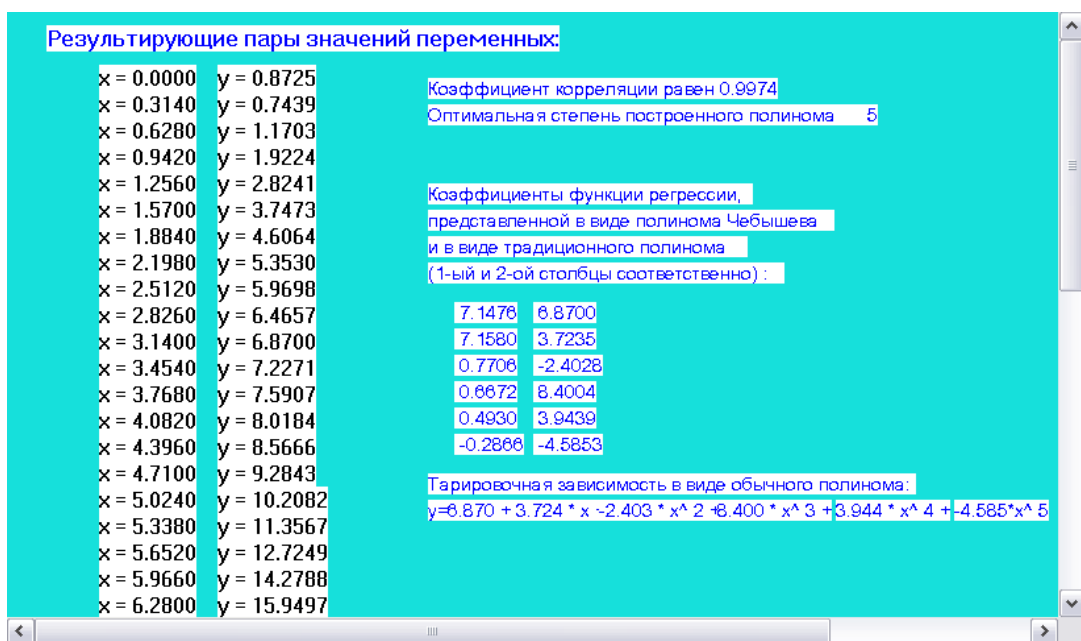 Результирующие пары значений переменных:
x = 0.0000 y = 0.8725
x = 0.3140 y = 0.7439
x = 0.6280 y = 1.1703
x = 0.9420 y = 1.9224
x = 1.2560 y = 2.8241
x = 1.5700 y = 3.7473
x = 1.8840 y = 4.6064
x = 2.1980 y = 5.3530
x = 2.5120 y = 5.9698
x = 2.8260 y = 6.4657
x = 3.1400 y = 6.8700
x = 3.4540 y = 7.2271
x = 3.7680 y = 7.5907
x = 4.0820 y = 8.0184
x = 4.3960 y = 8.5666
x = 4.7100 y = 9.2843
x = 5.0240 y = 10.2082
x = 5.3380 y = 11.3567
x = 5.6520 y = 12.7249
x = 5.9660 y = 14.2788
x = 6.2800 y = 15.9497
Коэффициент корреляции равен 0.9974
Оптимальная степень построенного полинома 5
Коэффициенты функции регрессии,
представленной в виде полинома Чебышева
и в виде традиционного полинома
(1-ый и 2-ой столбцы соответственно) :
7.1476 6.8700
7.1580 3.7235
0.7706 -2.4028
0.6672 8.4004
0.4930 3.9439
-0.2866 -4.5853
Тарировочная зависимость в виде обычного полинома:
y=6.870 + 3.724 * x -2.403 * x^ 2 +8.400 * x^ 3 + 3.944 * x^ 4 + -4.585*x^ 5